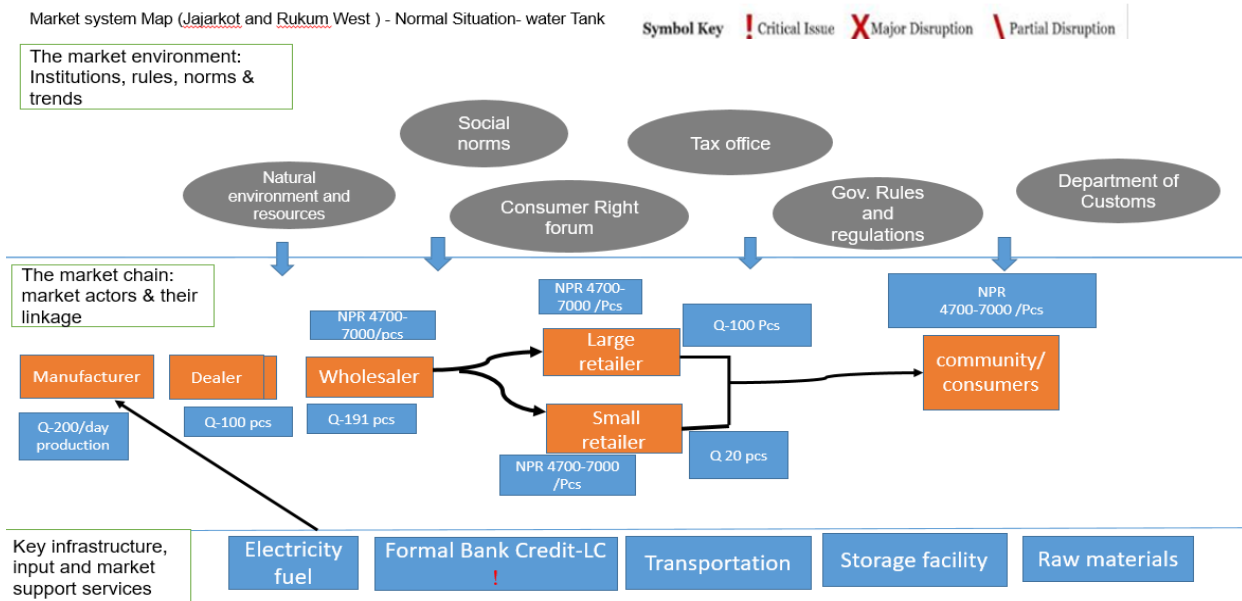 Market system Map (Jajarkot and Rukum West ) - Normal Situation- water Tank
Symbol Key ! Critical Issue X Major Disruption \ Partial Disruption
The market environment:
Institutions, rules, norms &
trends
Social
norms
Tax office
Natural
environment and
resources
Consumer Right
forum
Gov. Rules
and
regulations
Department of
Customs
The market chain:
market actors & their
linkage
NPR 4700-
7000/pcs
NPR 4700-
7000 /Pcs
Q-100 Pcs
NPR
4700-7000 /Pcs
Manufacturer
Dealer
Wholesaler
Large
retailer
community/
consumers
Q-200/day
production
Q-100 pcs
Q-191 pcs
Small
retailer
NPR 4700-7000
/Pcs
Q 20 pcs
Key infrastructure,
input and market
support services
Electricity
fuel
Formal Bank Credit-LC
!
Transportation
Storage facility
Raw materials